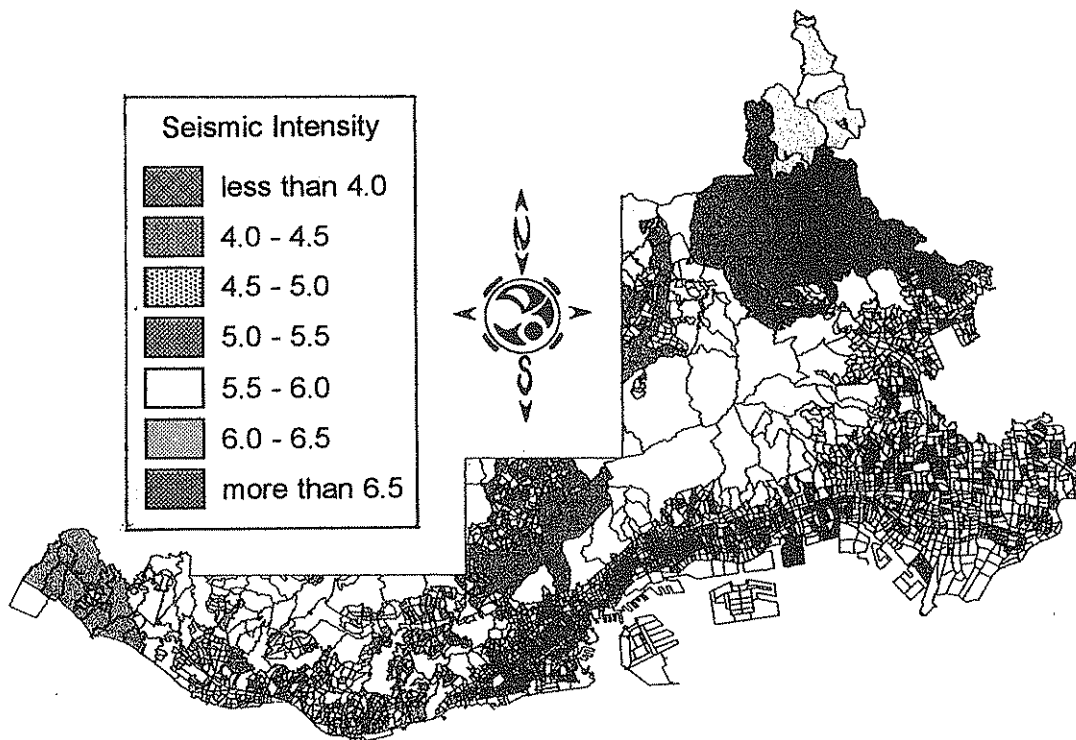 Seismic Intensity
less than 4.0
4.0 - 4.5
4.5 - 5.0
5.0 - 5.5
5.5 - 6.0
6.0 - 6.5
more than 6.5
N
S